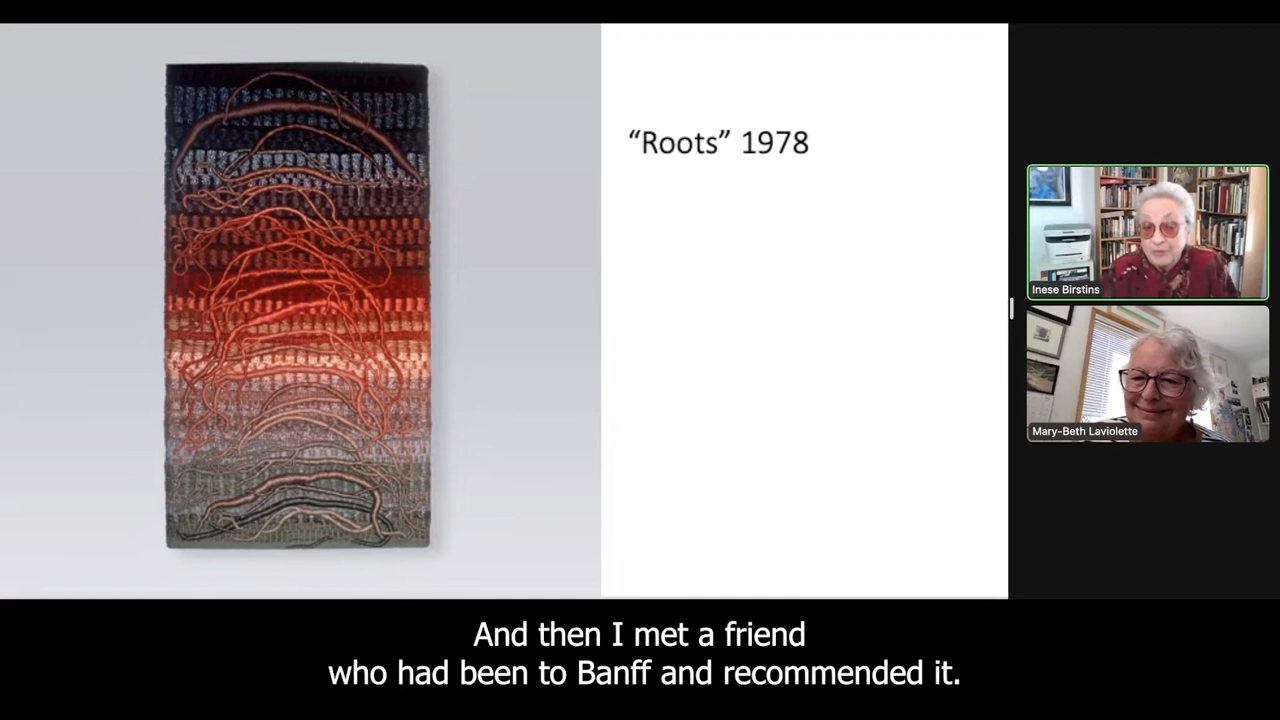 “Roots” 1978
Inese Birstins
Mary-Beth Laviolette
And then I met a friend
who had been to Banff and recommended it.